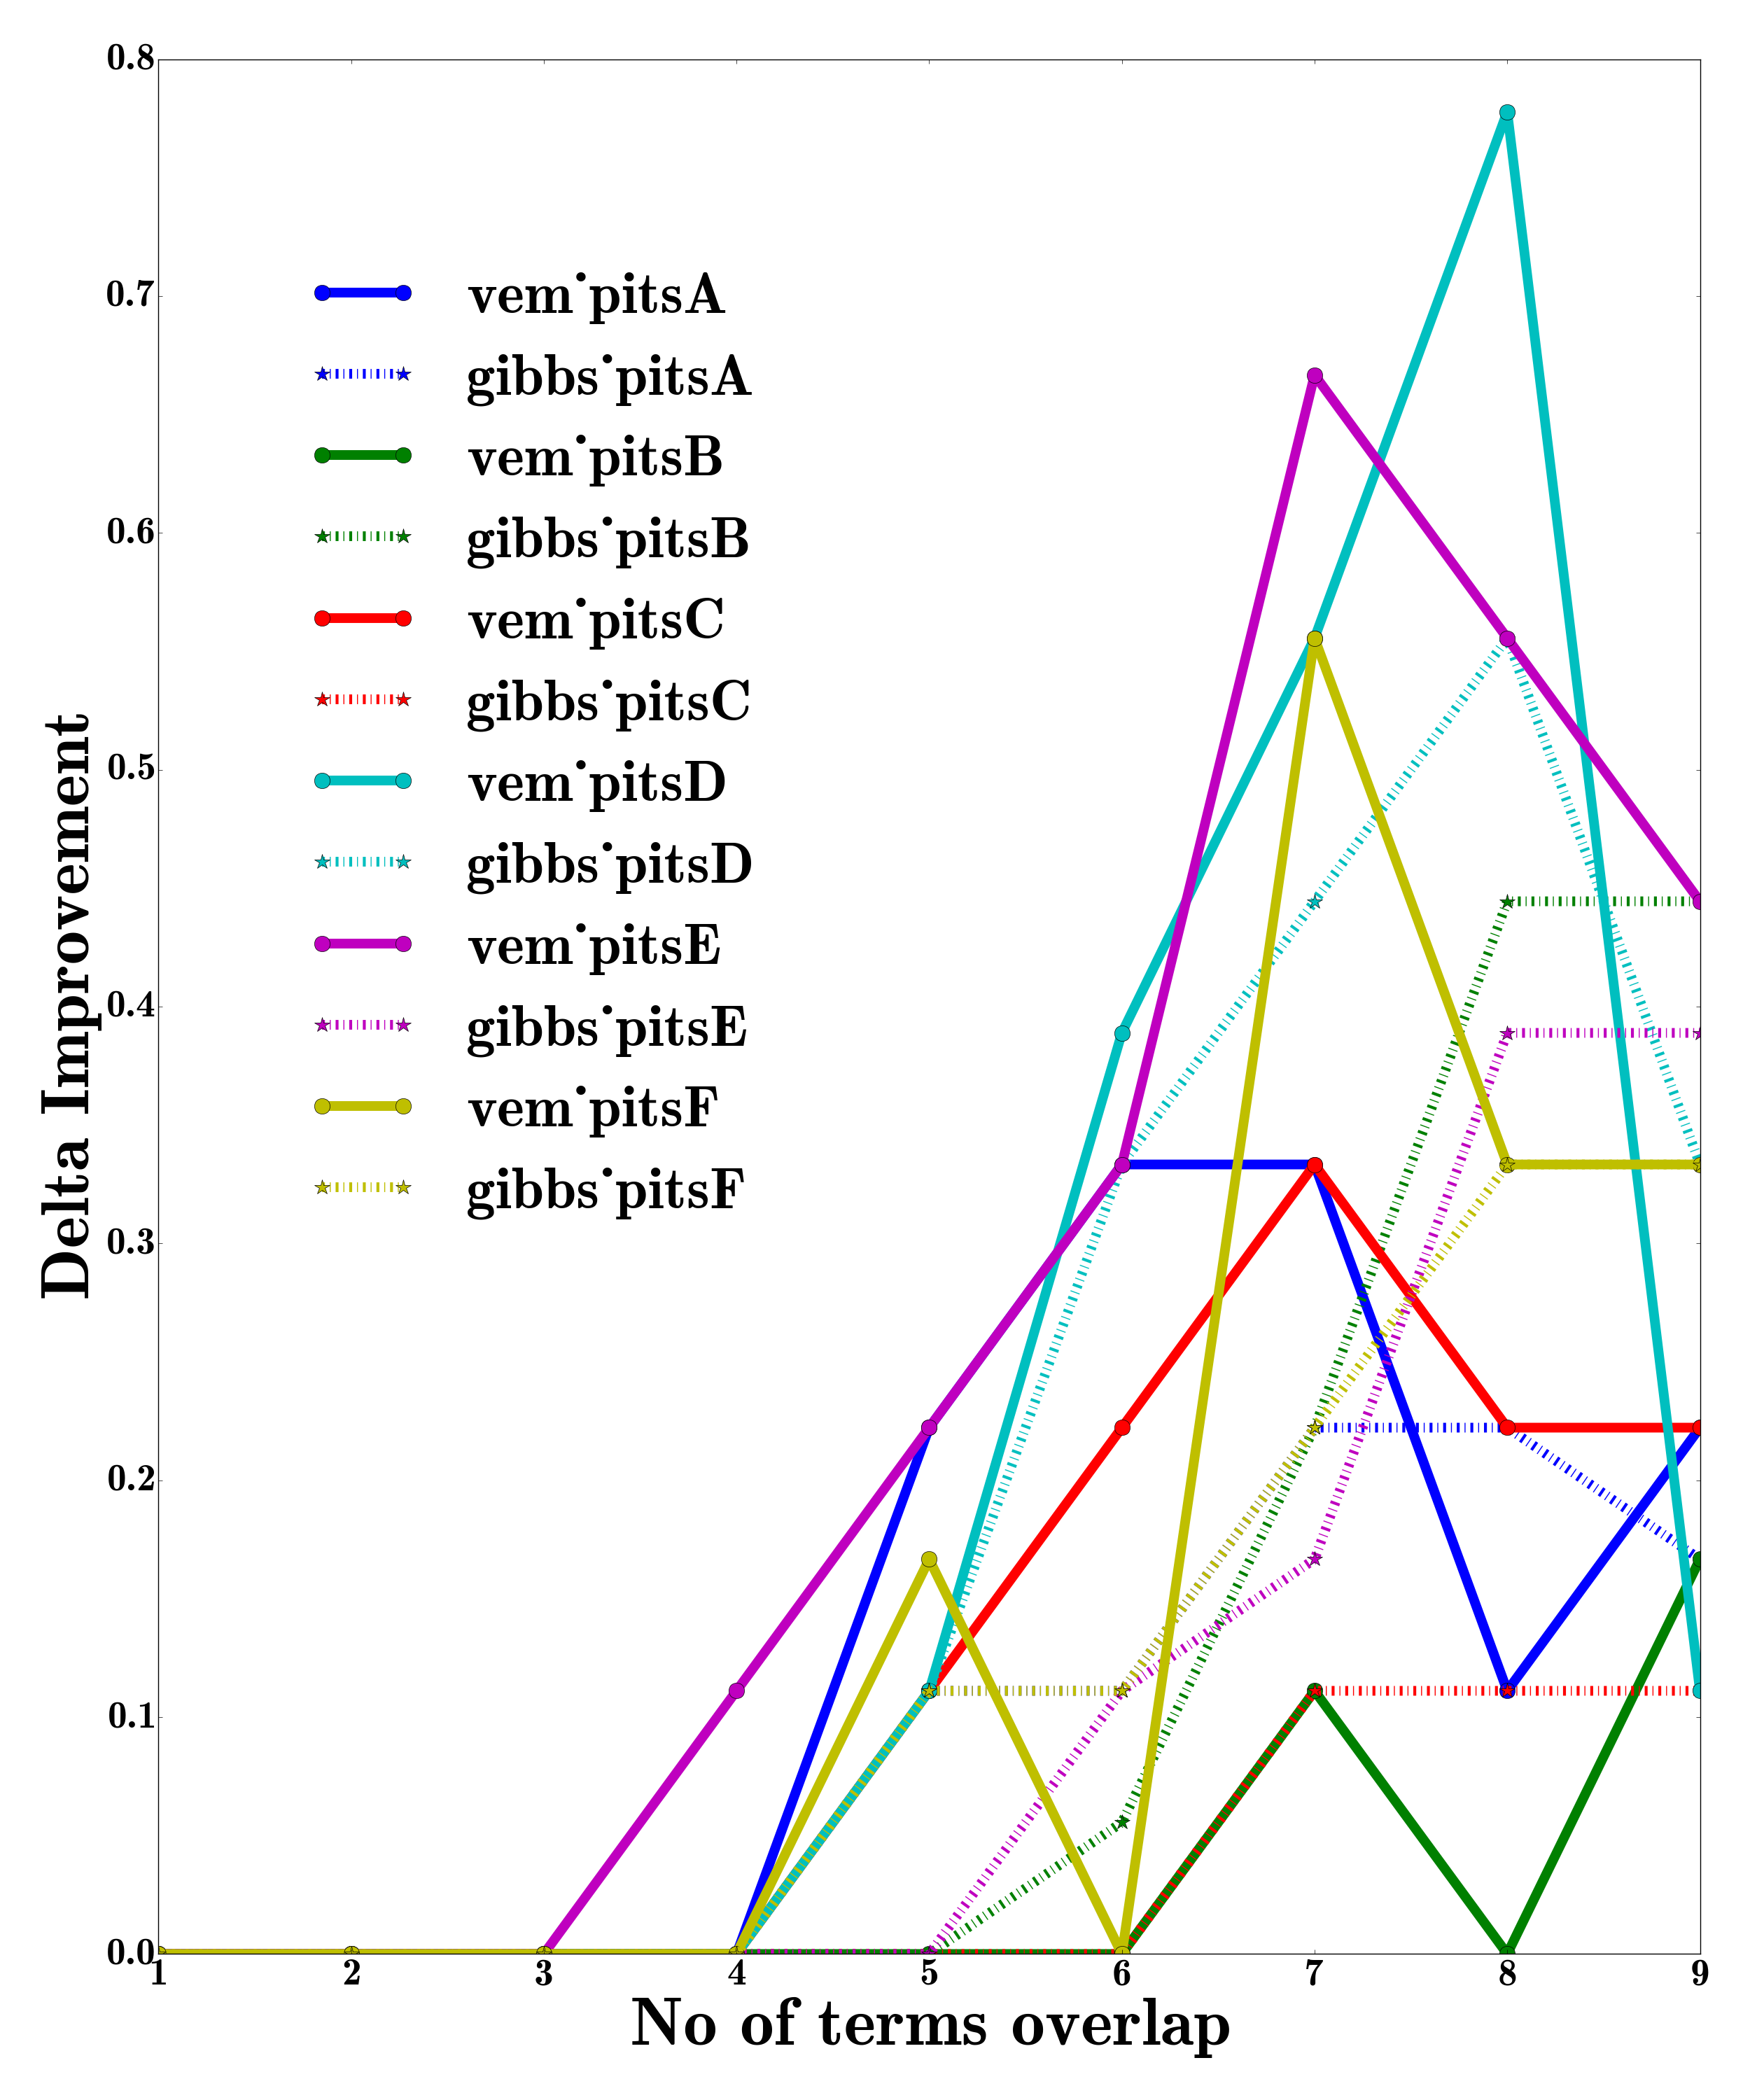 0.8
0.7
0.6
0.5
0.4
0.3
0.2
0.1
0.0
Delta Improvement
vem˙pitsA
gibbs˙pitsA
vem˙pitsB
gibbs˙pitsB
vem˙pitsC
gibbs˙pitsC
vem˙pitsD
gibbs˙pitsD
vem˙pitsE
gibbs˙pitsE
vem˙pitsF
gibbs˙pitsF
1 2 3 4 5 6 7 8 9
No of terms overlap